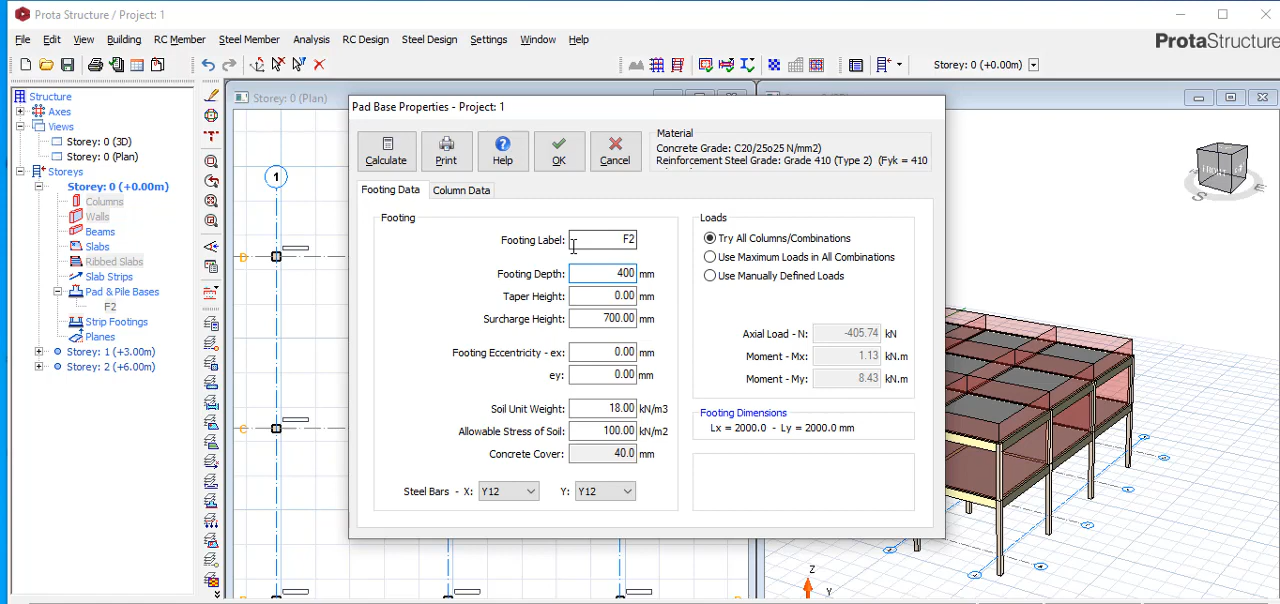 Prota Structure / Project: 1
File Edit View Building RC Member Steel Member Analysis RC Design Steel Design Settings Window Help
ProtaStructure
Storey: 0 (+0.00m)
Structure
Axes
Views
Storey: 0 (3D)
Storey: 0 (Plan)
Storeys
Storey: 0 (+0.00m)
Columns
Walls
Beams
Slabs
Ribbed Slabs
Slab Strips
Pad & Pile Bases
F2
Strip Footings
Planes
Storey: 1 (+3.00m)
Storey: 2 (+6.00m)
Storey: 0 (Plan)
1
D
C
Pad Base Properties - Project: 1
Calculate Print Help OK Cancel
Material
Concrete Grade: C20/25o25 N/mm2)
Reinforcement Steel Grade: Grade 410 (Type 2) (Fyk = 410
Footing Data Column Data
Footing
Footing Label: F2
Footing Depth: 400 mm
Taper Height: 0.00 mm
Surcharge Height: 700.00 mm
Footing Eccentricity - ex: 0.00 mm
ey: 0.00 mm
Soil Unit Weight: 18.00 kN/m3
Allowable Stress of Soil: 100.00 kN/m2
Concrete Cover: 40.0 mm
Steel Bars - X: Y12 Y: Y12
Loads
Try All Columns/Combinations
Use Maximum Loads in All Combinations
Use Manually Defined Loads
Axial Load - N: -405.74 kN
Moment - Mx: 1.13 kN.m
Moment - My: 8.43 kN.m
Footing Dimensions
Lx = 2000.0 - Ly = 2000.0 mm
FRONT
S
E
Z
Y